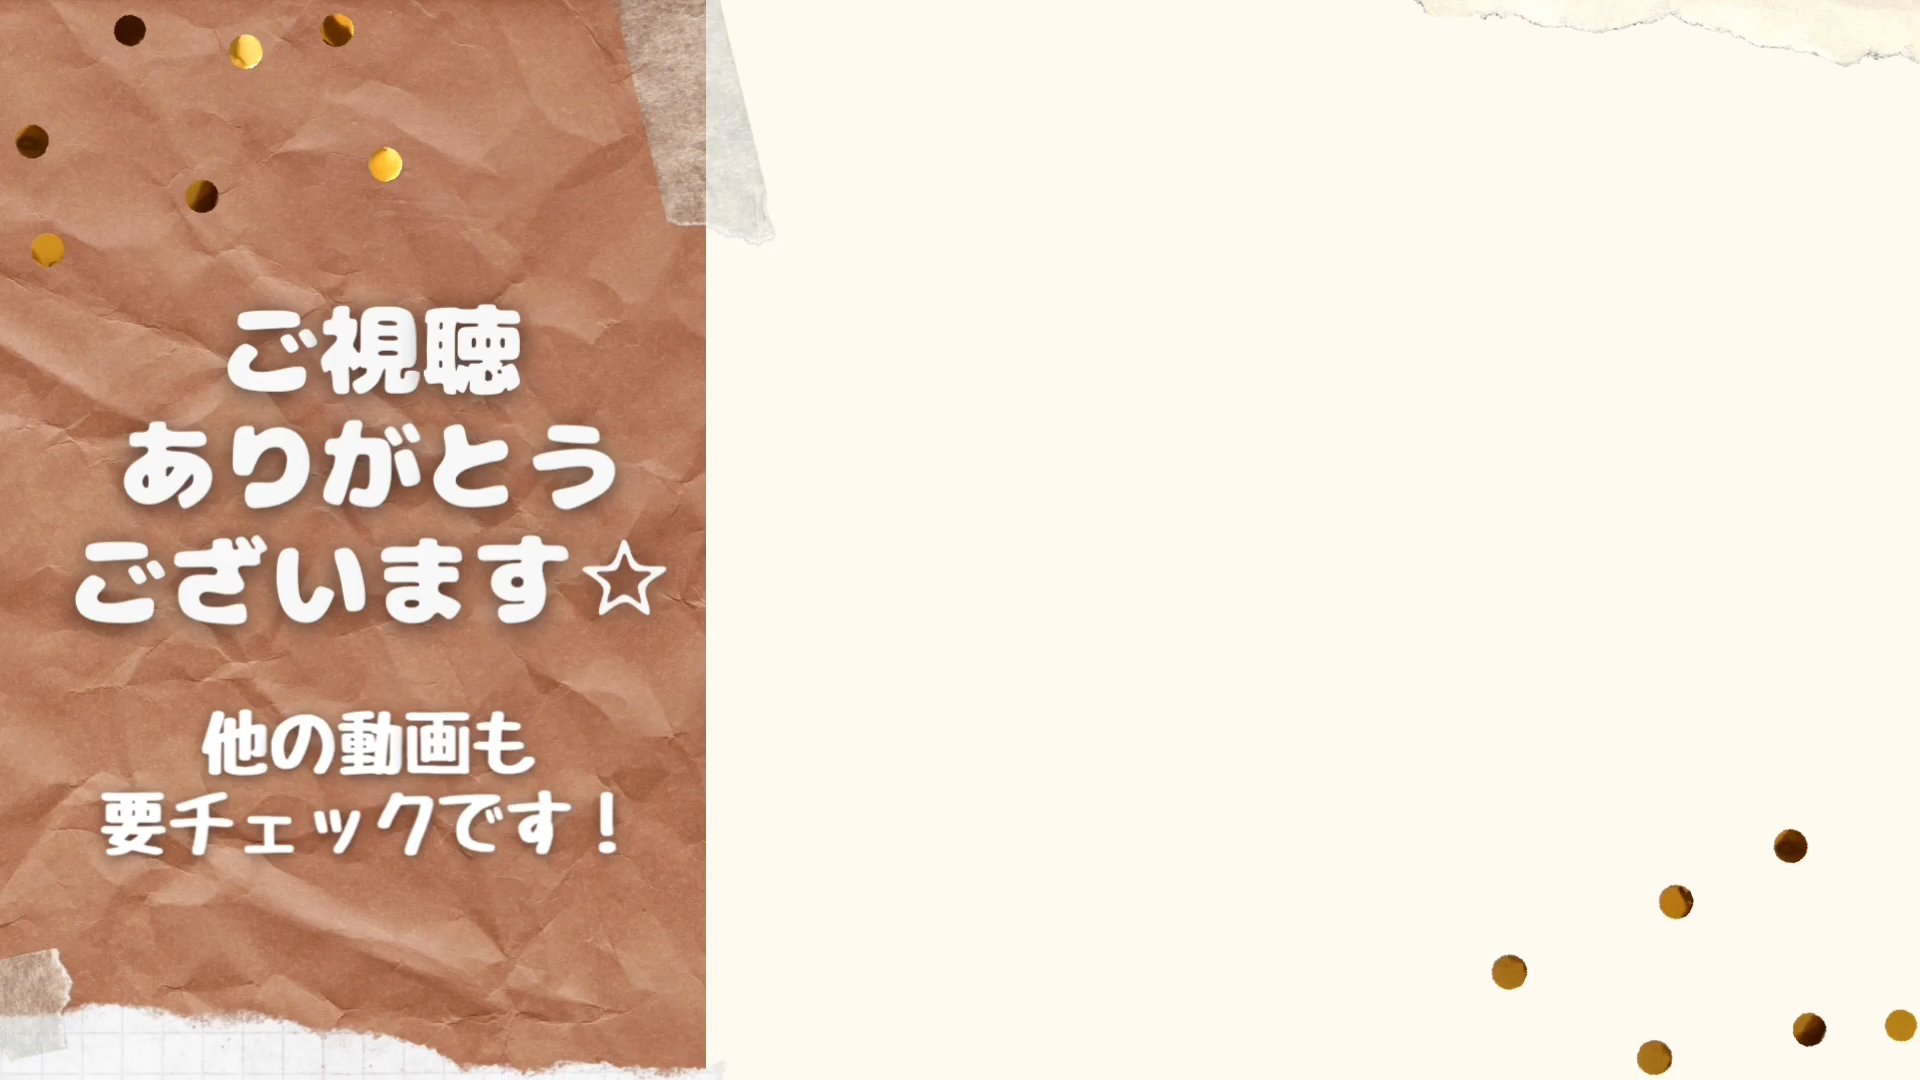 ご視聴
ありがとう
ございます☆
他の動画も
要チェックです！